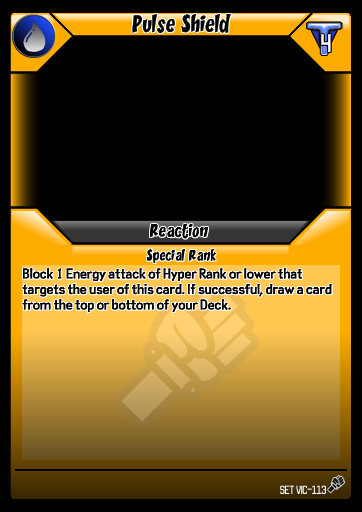 Pulse Shield
4
Reaction
Special Rank
Block 1 Energy attack of Hyper Rank or lower that
targets the user of this card. If successful, draw a card
from the top or bottom of your Deck.
SET VIC-113